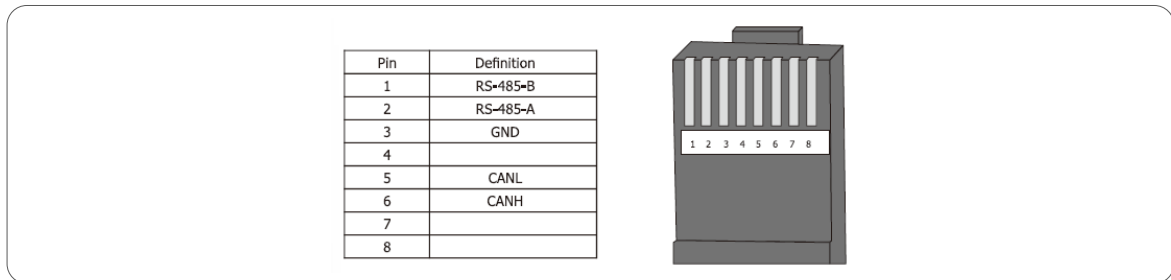 Pin Definition
1 RS-485-B
2 RS-485-A
3 GND
4
5 CANL
6 CANH
7
8
1 2 3 4 5 6 7 8